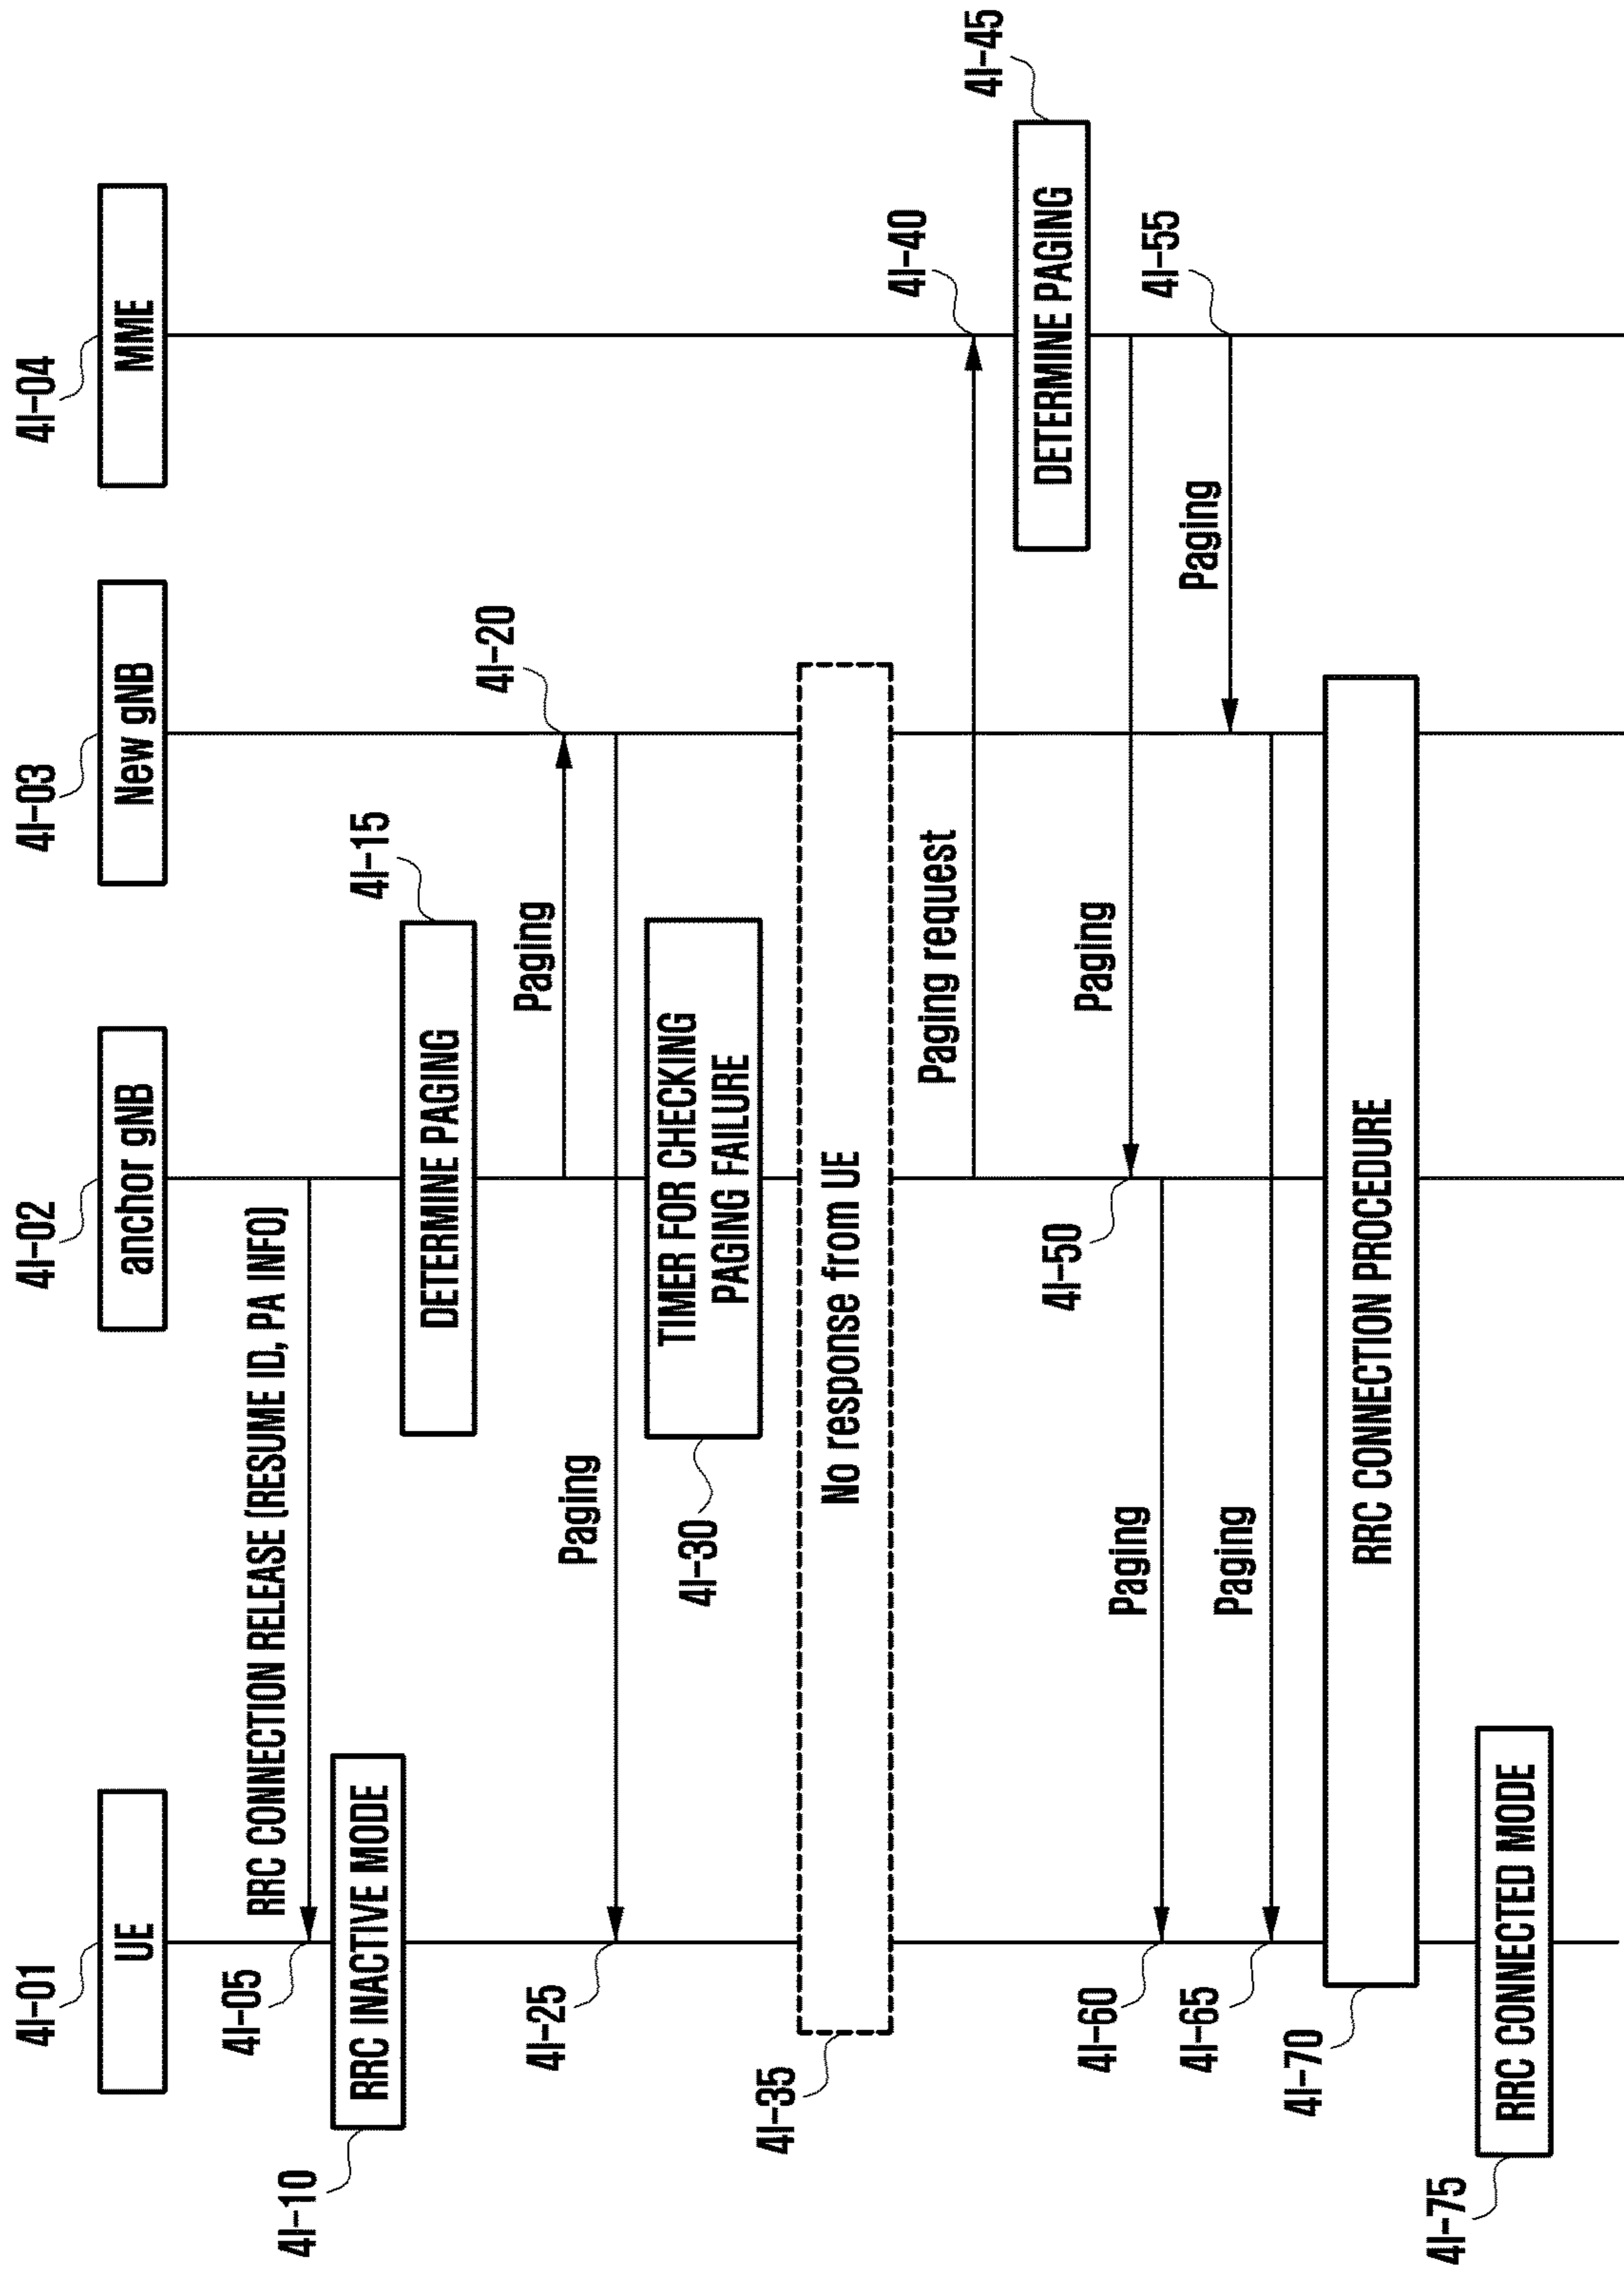 4I-01
4I-02
4I-03
4I-04
UE
anchor gNB
New gNB
MME
RRC CONNECTION RELEASE (RESUME ID, PA INFO)
4I-05
RRC INACTIVE MODE
4I-10
4I-15
DETERMINE PAGING
4I-20
Paging
Paging
4I-25
TIMER FOR CHECKING
PAGING FAILURE
4I-30
No response from UE
4I-35
Paging request
4I-40
DETERMINE PAGING
4I-45
Paging
4I-50
Paging
4I-55
Paging
4I-60
Paging
4I-65
RRC CONNECTION PROCEDURE
4I-70
RRC CONNECTED MODE
4I-75